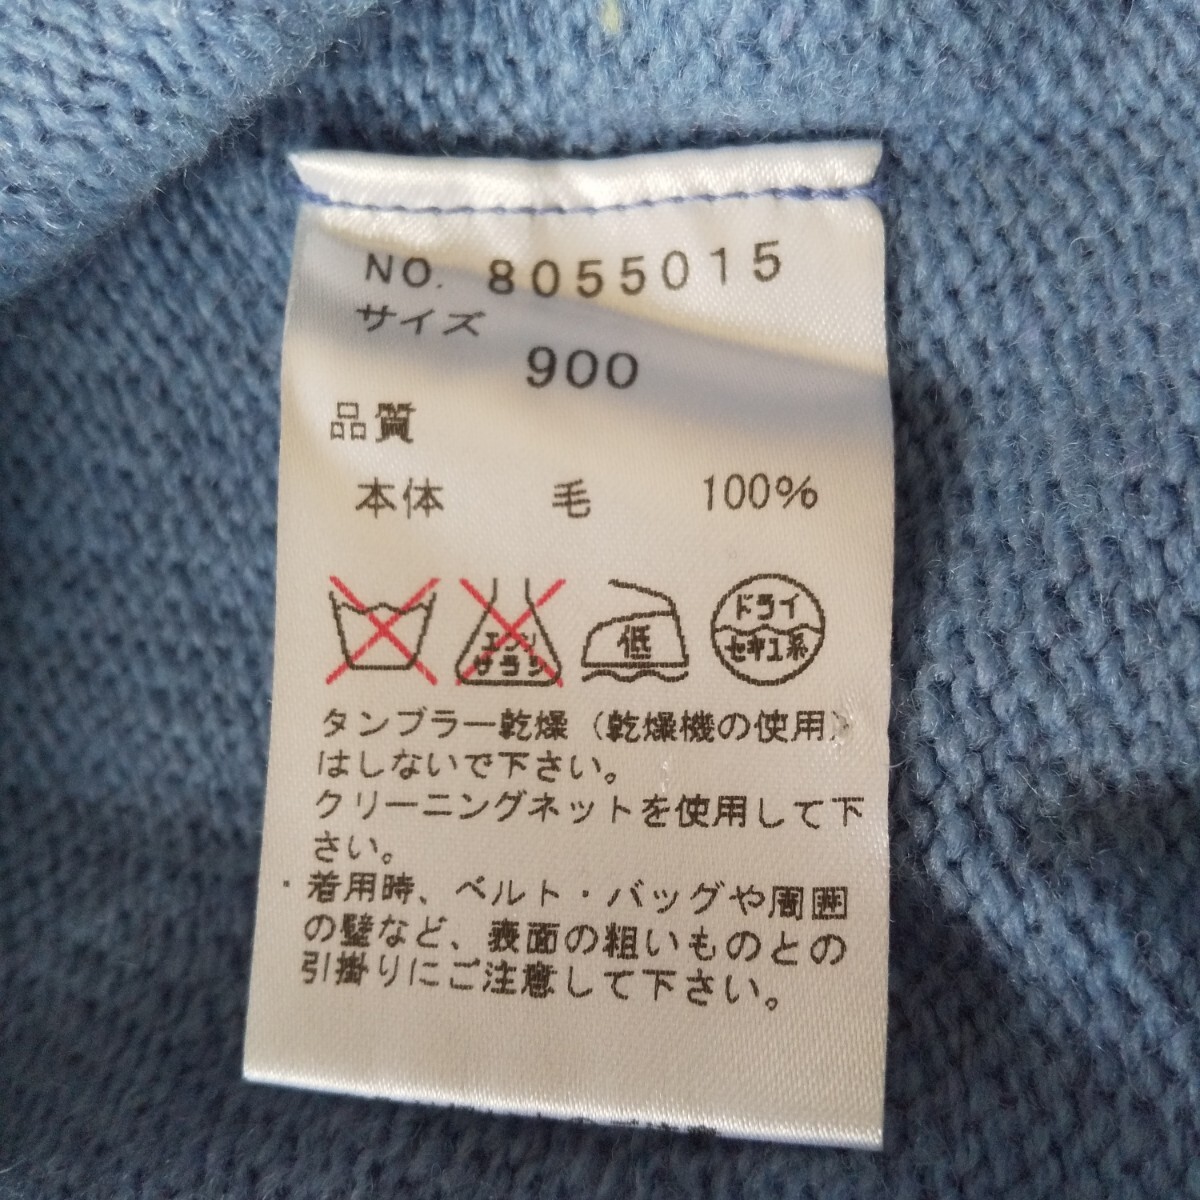 NO. 8055015
サイズ
900
品質
本体 毛 100%
エンソ
サラシ
低
ドライ
セキユ系
タンブラー乾燥（乾燥機の使用）
はしないで下さい。
クリーニングネットを使用して下
さい。
・着用時、ベルト・バッグや周囲
の壁など、表面の粗いものとの
引掛りにご注意して下さい。